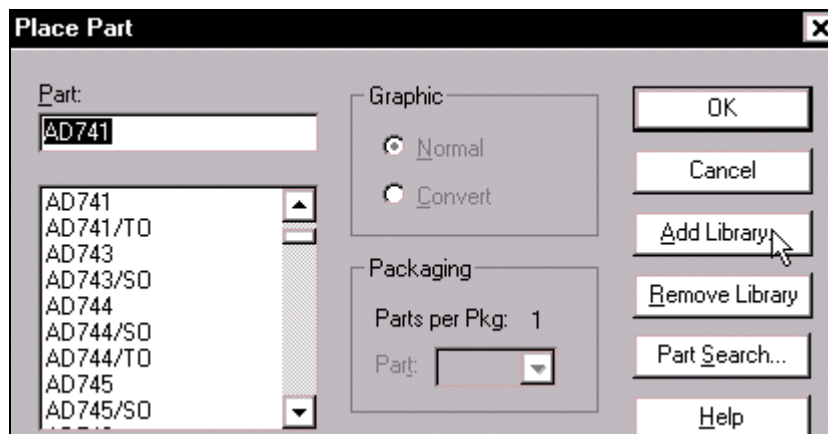 Place Part
Part:
AD741
AD741
AD741/TO
AD743
AD743/SO
AD744
AD744/SO
AD744/TO
AD745
AD745/SO
Graphic
Normal
Convert
Packaging
Parts per Pkg: 1
Part:
OK
Cancel
Add Library
Remove Library
Part Search...
Help